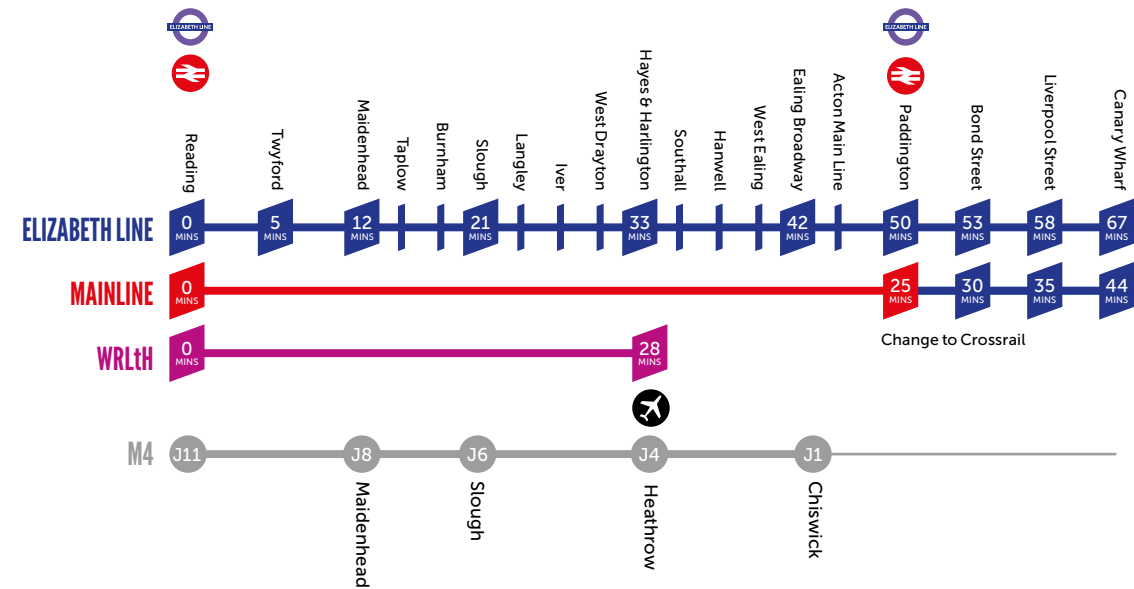 ELIZABETH LINE
ELIZABETH LINE
Reading
Twyford
Maidenhead
Taplow
Burnham
Slough
Langley
Iver
West Drayton
Hayes & Harlington
Southall
Hanwell
West Ealing
Ealing Broadway
Acton Main Line
Paddington
Bond Street
Liverpool Street
Canary Wharf
ELIZABETH LINE
0 MINS
5 MINS
12 MINS
21 MINS
33 MINS
42 MINS
50 MINS
53 MINS
58 MINS
67 MINS
MAINLINE
0 MINS
25 MINS
30 MINS
35 MINS
44 MINS
Change to Crossrail
WRLtH
0 MINS
28 MINS
M4
J11
J8
J6
J4
J1
Maidenhead
Slough
Heathrow
Chiswick